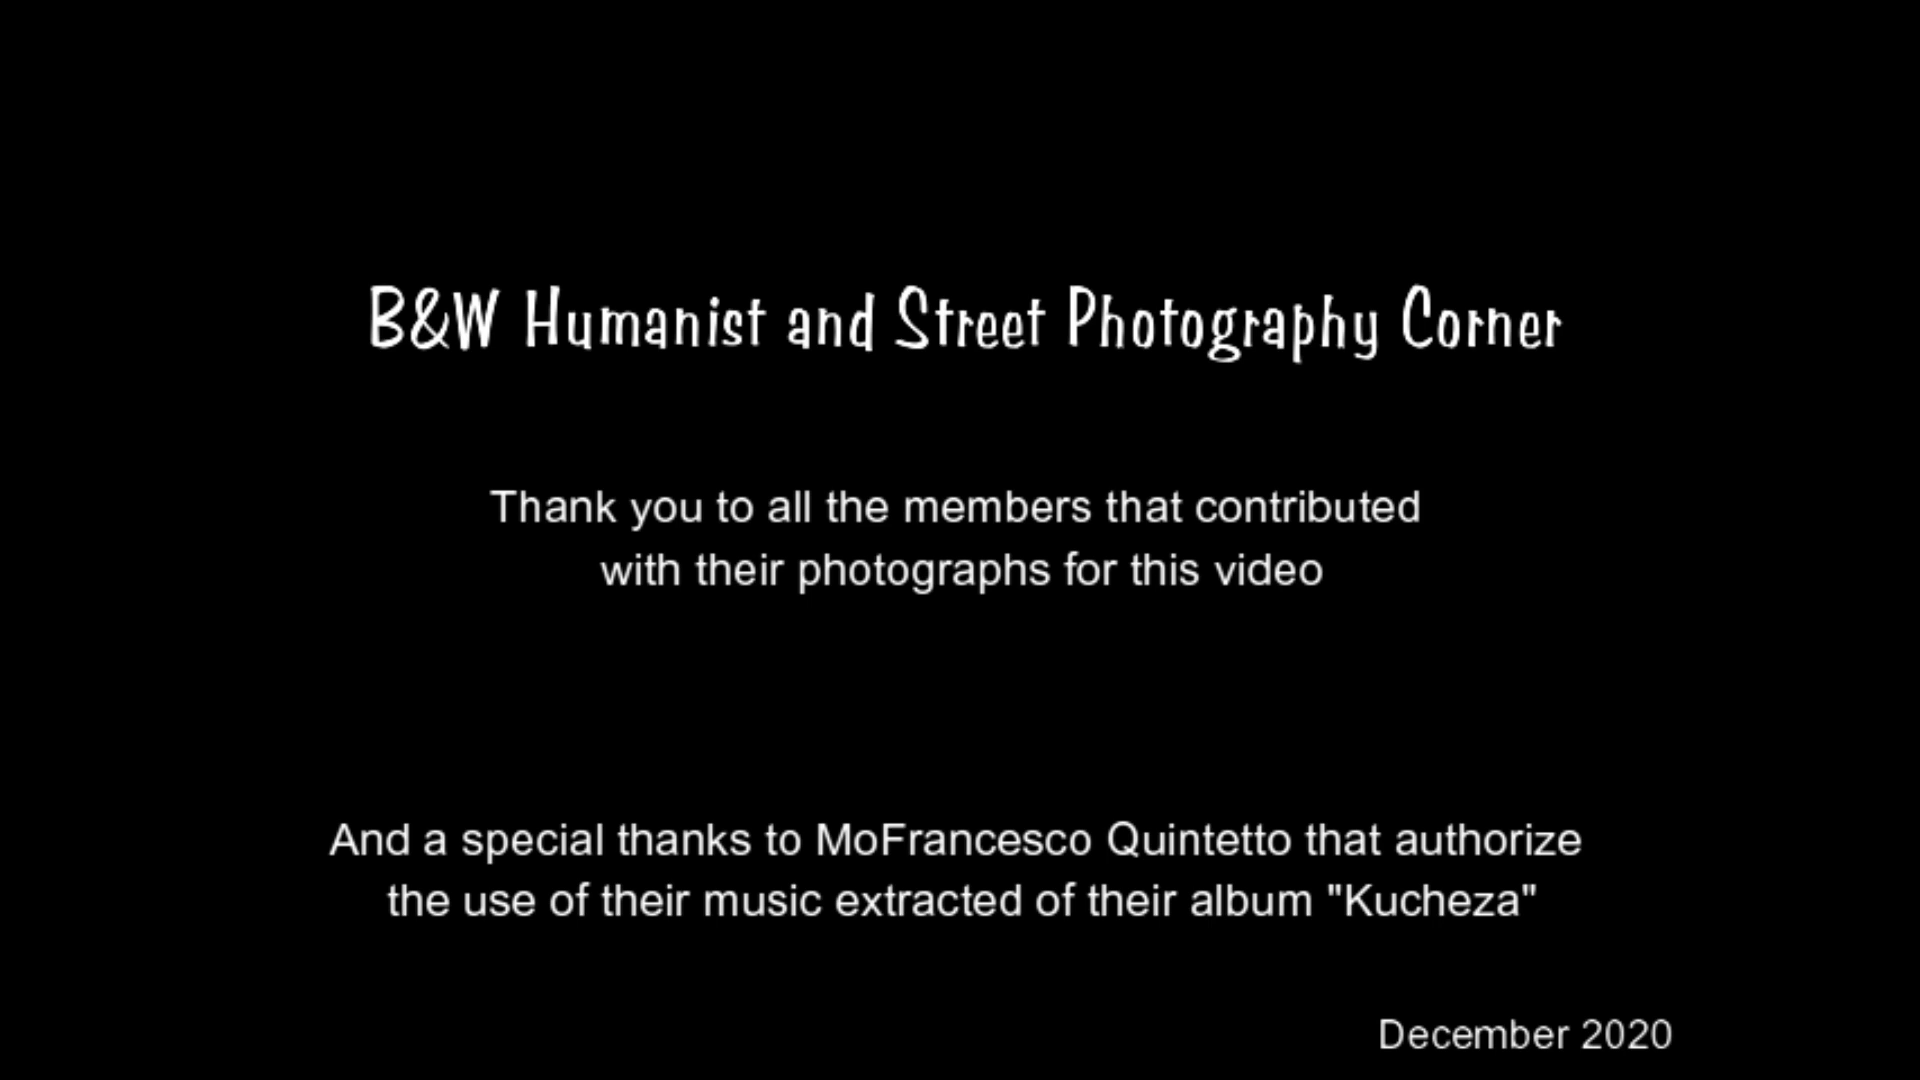 B&W Humanist and Street Photography Corner
Thank you to all the members that contributed
with their photographs for this video
And a special thanks to MoFrancesco Quintetto that authorize
the use of their music extracted of their album "Kucheza"
December 2020